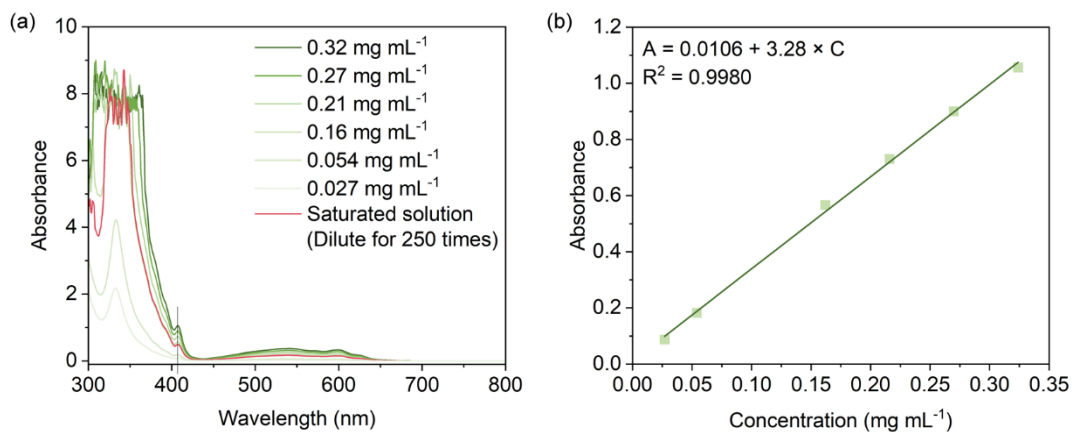 (a)
10
8
6
4
2
0
Absorbance
300
400
500
600
700
800
Wavelength (nm)
0.32 mg mL⁻¹
0.27 mg mL⁻¹
0.21 mg mL⁻¹
0.16 mg mL⁻¹
0.054 mg mL⁻¹
0.027 mg mL⁻¹
Saturated solution
(Dilute for 250 times)
(b)
A = 0.0106 + 3.28 × C
R² = 0.9980
1.2
1.0
0.8
0.6
0.4
0.2
0.0
Absorbance
0.00
0.05
0.10
0.15
0.20
0.25
0.30
0.35
Concentration (mg mL⁻¹)